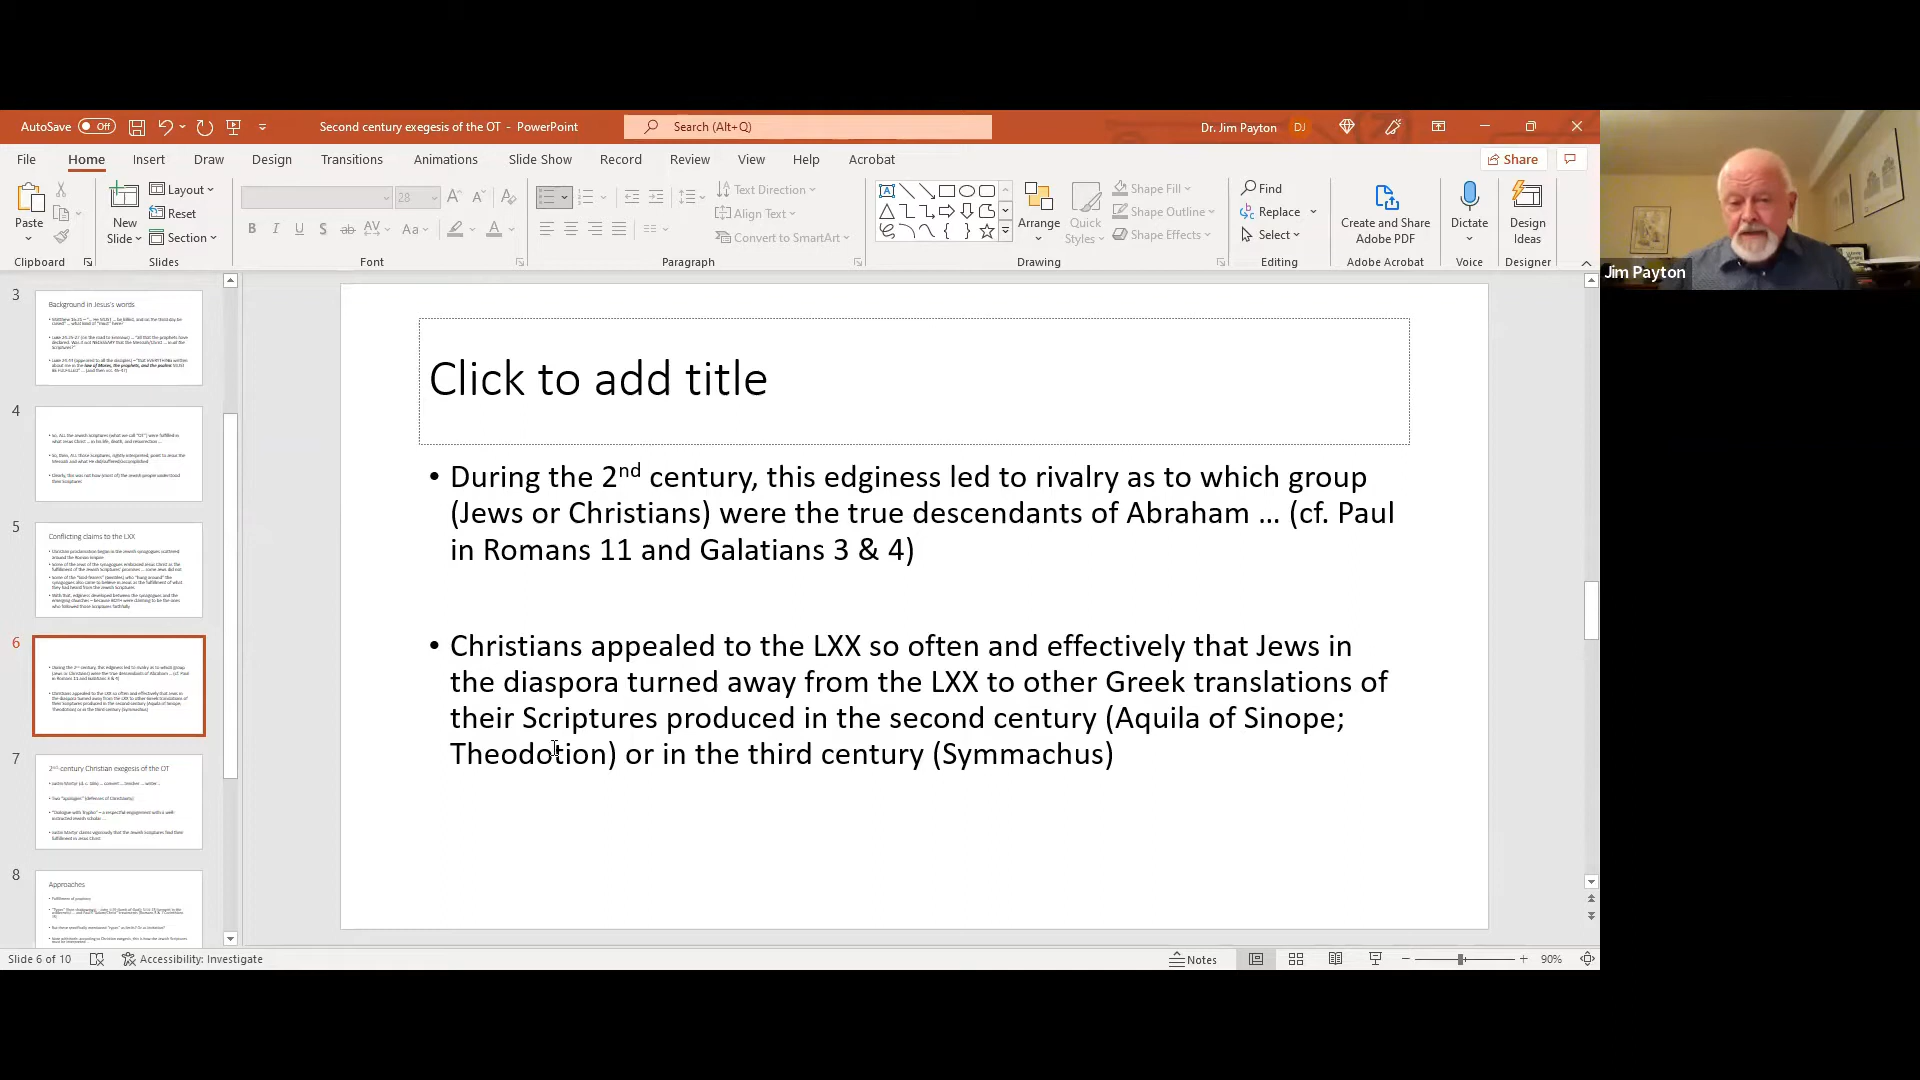 AutoSave Off
Second century exegesis of the OT - PowerPoint
Search (Alt+Q)
Dr. Jim Payton DJ
File Home Insert Draw Design Transitions Animations Slide Show Record Review View Help Acrobat
Share
Paste
New
Slide
Layout
Reset
Section
28
Text Direction
Align Text
Convert to SmartArt
Arrange
Quick
Styles
Shape Fill
Shape Outline
Shape Effects
Find
Replace
Select
Create and Share
Adobe PDF
Dictate
Design
Ideas
Clipboard Slides Font Paragraph Drawing Editing Adobe Acrobat Voice Designer
Jim Payton
3
Background in Jesus's words
4
5
Conflicting claims to the LXX
6
7
2nd-century Christian exegesis of the OT
8
Approaches
Click to add title
• During the 2nd century, this edginess led to rivalry as to which group
(Jews or Christians) were the true descendants of Abraham ... (cf. Paul
in Romans 11 and Galatians 3 & 4)
• Christians appealed to the LXX so often and effectively that Jews in
the diaspora turned away from the LXX to other Greek translations of
their Scriptures produced in the second century (Aquila of Sinope;
Theodotion) or in the third century (Symmachus)
Slide 6 of 10
Accessibility: Investigate
Notes
90%